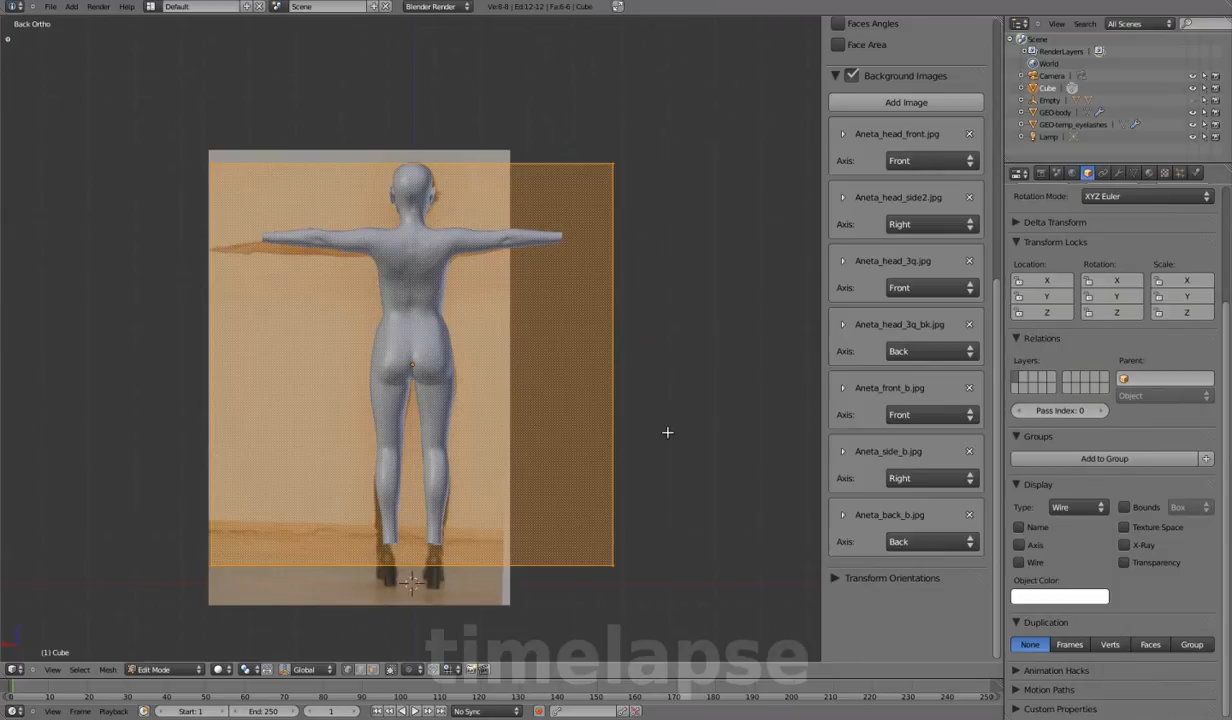 File
Render
Window
Help
Default
Scene
Blender Render
Ve:8-8 | Ed:12-12 | Fa:6-6 | Cube
View
Search
All Scenes
Back Ortho
Faces Angles
Face Area
Background Images
Add Image
Aneta_head_front.jpg
Axis:
Front
Aneta_head_side2.jpg
Axis:
Right
Aneta_head_3q.jpg
Axis:
Front
Aneta_head_3q_bk.jpg
Axis:
Back
Aneta_front_b.jpg
Axis:
Front
Aneta_side_b.jpg
Axis:
Right
Aneta_back_b.jpg
Axis:
Back
Transform Orientations
Scene
RenderLayers
World
Camera
Cube
Empty
GEO-body
GEO-temp_eyelashes
Lamp
Rotation Mode:
XYZ Euler
Delta Transform
Transform Locks
Location:
Rotation:
Scale:
X
X
X
Y
Y
Y
Z
Z
Z
Relations
Layers:
Parent:
Object
Pass Index: 0
Groups
Add to Group
Display
Type:
Wire
Bounds
Box
Name
Texture Space
Axis
X-Ray
Wire
Transparency
Object Color:
Duplication
None
Frames
Verts
Faces
Group
Animation Hacks
Motion Paths
Custom Properties
(1) Cube
timelapse
View
Select
Add
Mesh
Edit Mode
Global
0 10 20 30 40 50 60 70 80 90 100 110 120 130 140 150 160 170 180 190 200 210 220 230 240 250
View
Frame
Playback
Start: 1
End: 250
1
No Sync